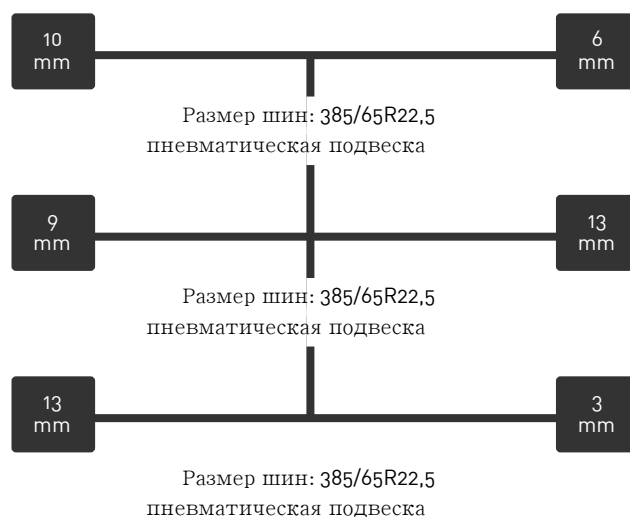 10
mm
6
mm
Размер шин: 385/65R22,5
пневматическая подвеска
9
mm
13
mm
Размер шин: 385/65R22,5
пневматическая подвеска
13
mm
3
mm
Размер шин: 385/65R22,5
пневматическая подвеска